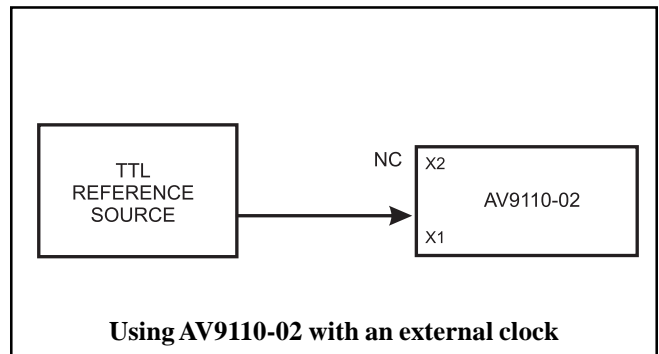 TTL
REFERENCE
SOURCE
NC
X2
AV9110-02
X1
Using AV9110-02 with an external clock